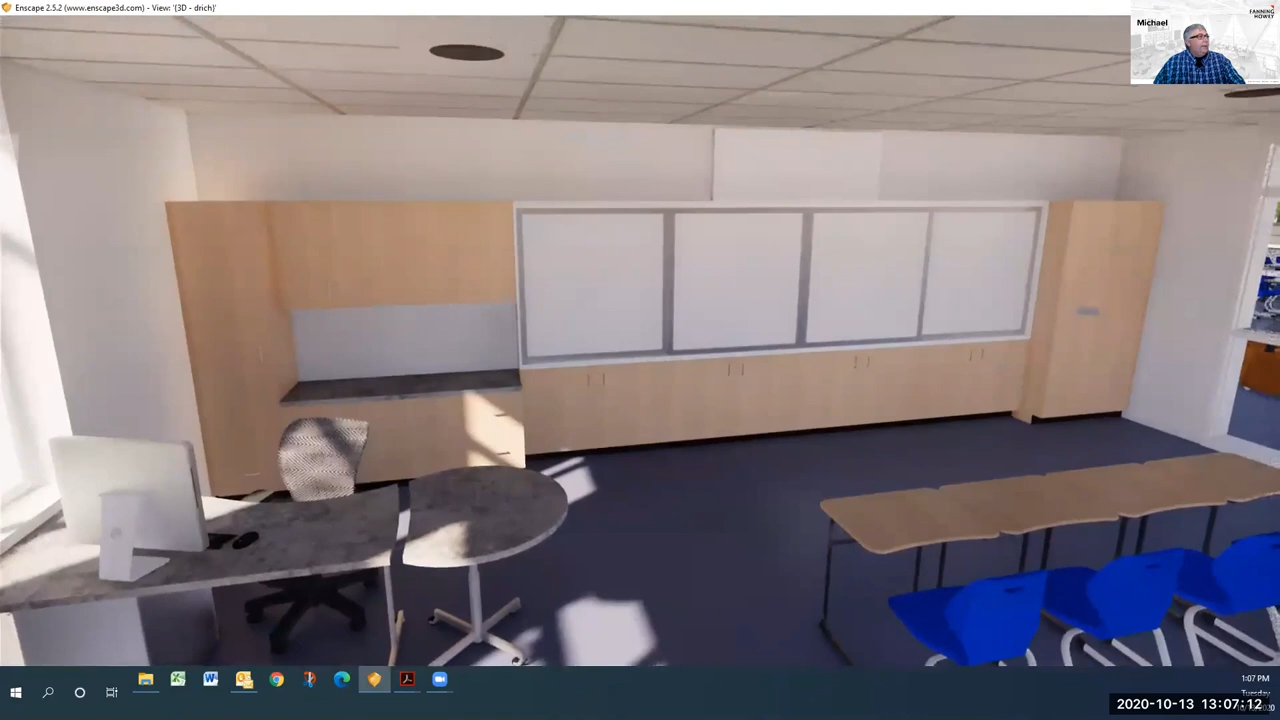 Enscape 2.5.2 (www.enscape3d.com) - View: '{3D - drich}'
FANNING
HOWEY
Michael
1:07 PM
Tuesday
2020-10-13 13:07:12